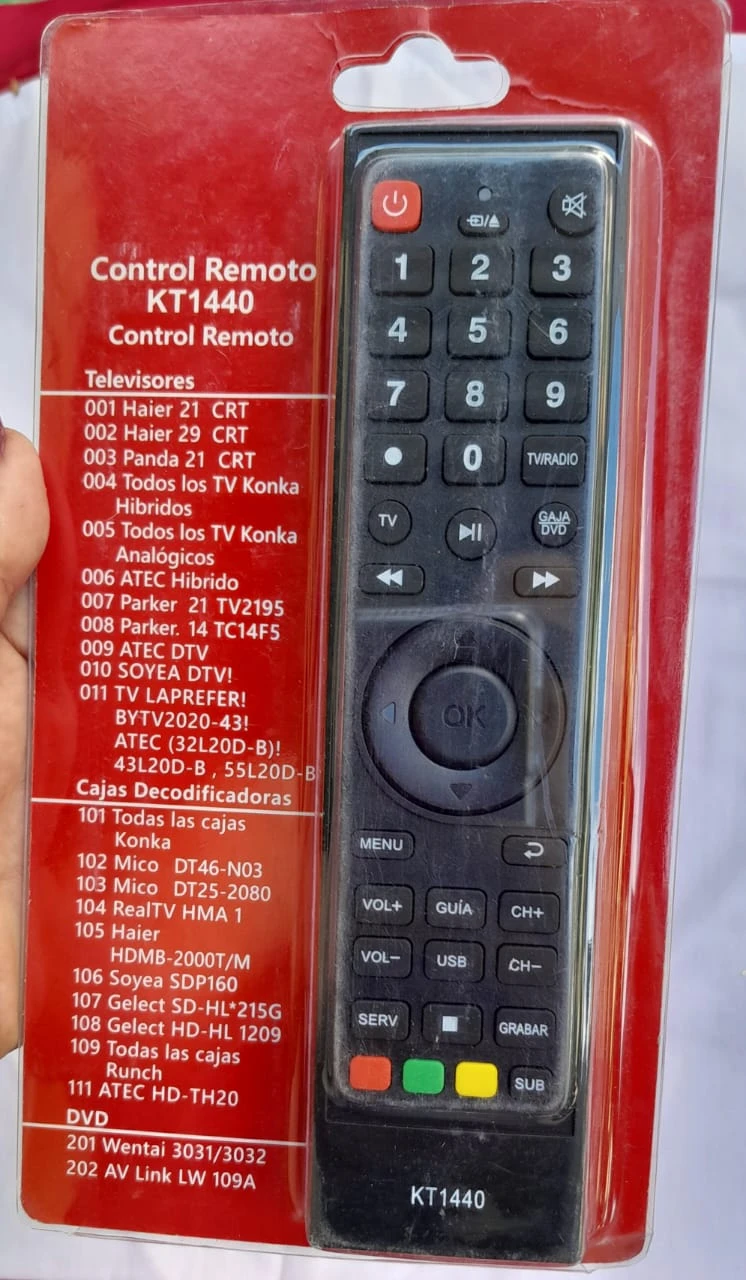 Control Remoto
KT1440
Control Remoto
Televisores
001 Haier 21 CRT
002 Haier 29 CRT
003 Panda 21 CRT
004 Todos los TV Konka
Hibridos
005 Todos los TV Konka
Analógicos
006 ATEC Hibrido
007 Parker 21 TV2195
008 Parker. 14 TC14F5
009 ATEC DTV
010 SOYEA DTV!
011 TV LAPREFER!
BYTV2020-43!
ATEC (32L20D-B)!
43L20D-B , 55L20D-B
Cajas Decodificadoras
101 Todas las cajas
Konka
102 Mico DT46-N03
103 Mico DT25-2080
104 RealTV HMA 1
105 Haier
HDMB-2000T/M
106 Soyea SDP160
107 Gelect SD-HL*215G
108 Gelect HD-HL 1209
109 Todas las cajas
Runch
111 ATEC HD-TH20
DVD
201 Wentai 3031/3032
202 AV Link LW 109A
1 2 3
4 5 6
7 8 9
0 TV/RADIO
TV GAJA
DVD
OK
MENU
VOL+ GUÍA CH+
VOL- USB CH-
SERV GRABAR
SUB
KT1440